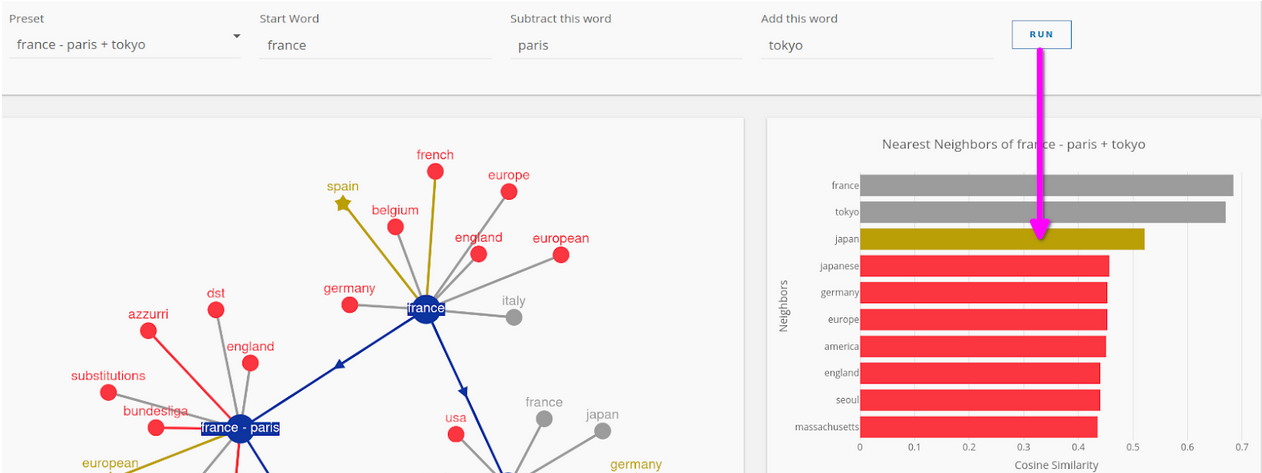 Preset
Start Word
Subtract this word
Add this word
france - paris + tokyo
france
paris
tokyo
RUN
french
spain
europe
belgium
england
european
germany
italy
france
dst
azzurri
england
substitutions
bundesliga
france - paris
european
france
japan
usa
germany
Nearest Neighbors of france - paris + tokyo
Neighbors
france
tokyo
japan
japanese
germany
europe
america
england
seoul
massachusetts
0 0.1 0.2 0.3 0.4 0.5 0.6 0.7
Cosine Similarity